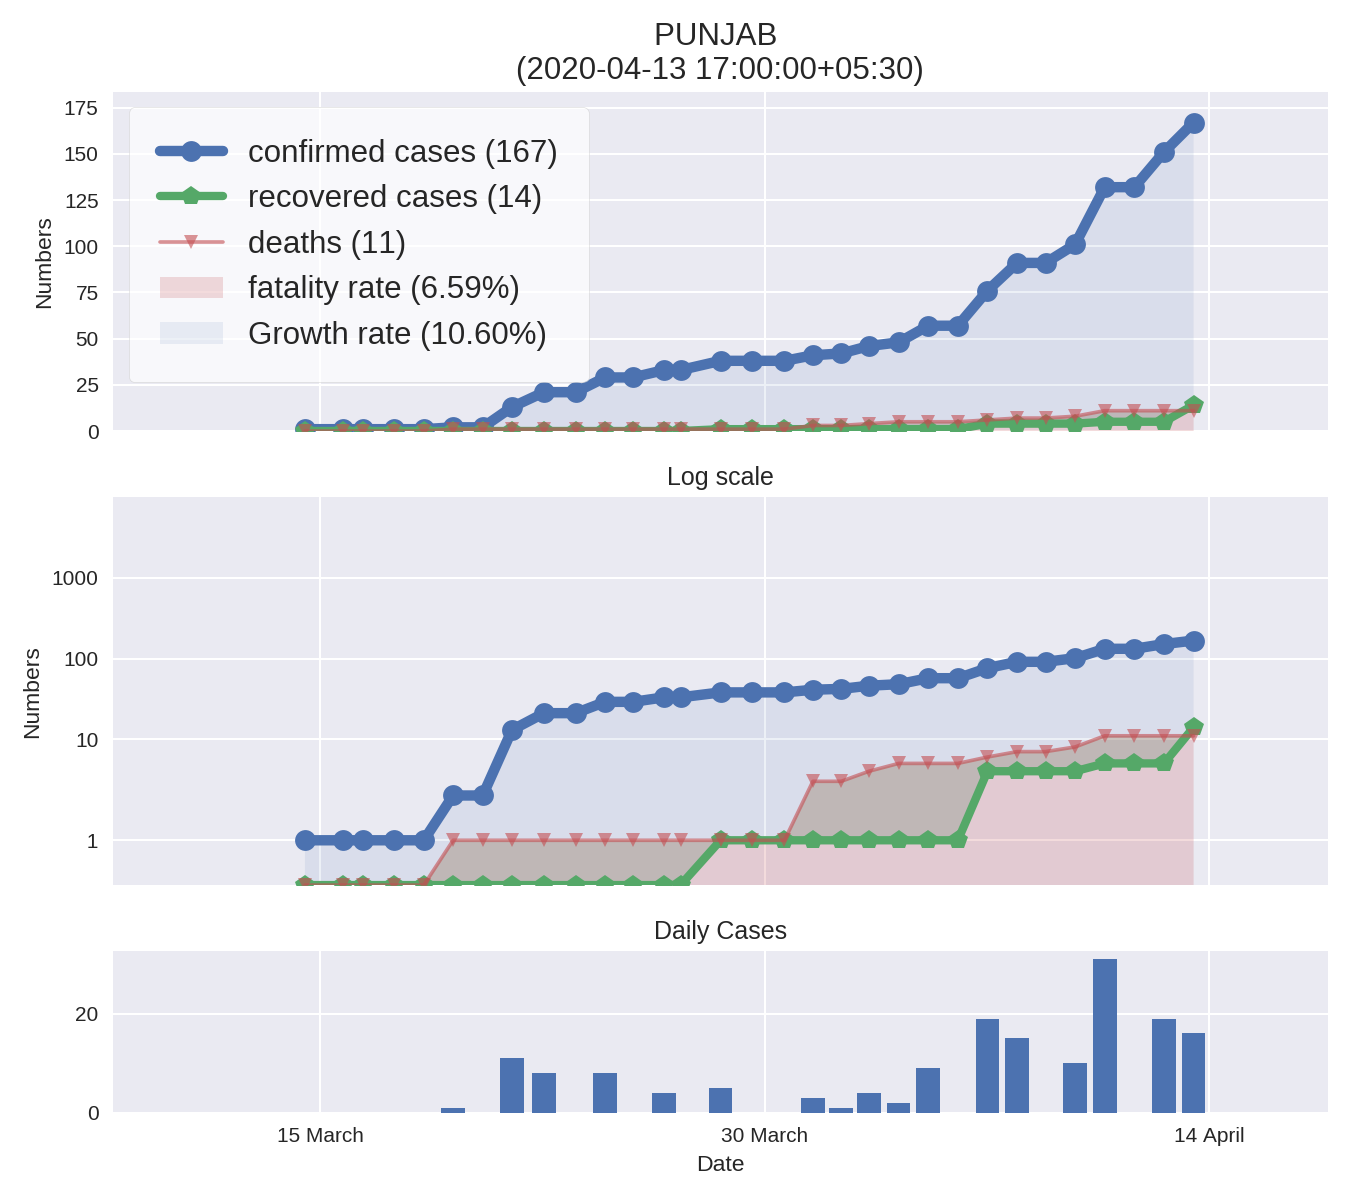 PUNJAB
(2020-04-13 17:00:00+05:30)
175
150
125
100
75
50
25
0
Numbers
confirmed cases (167)
recovered cases (14)
deaths (11)
fatality rate (6.59%)
Growth rate (10.60%)
Log scale
1000
100
10
1
Numbers
Daily Cases
20
0
15 March
30 March
14 April
Date